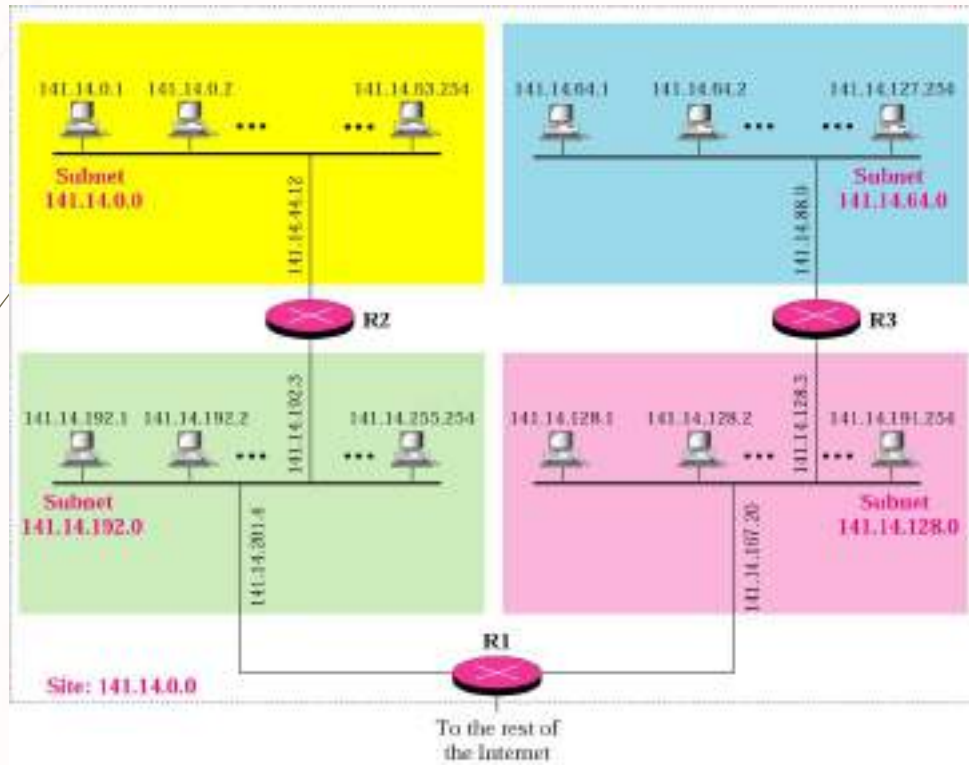 141.14.0.1 141.14.0.2 141.14.63.254
Subnet
141.14.0.0
141.14.44.12
141.14.64.1 141.14.64.2 141.14.127.254
Subnet
141.14.64.0
141.14.88.9
R2
R3
141.14.192.1 141.14.192.2 141.14.255.254
141.14.192.3
Subnet
141.14.192.0
141.14.201.4
141.14.128.1 141.14.128.2 141.14.191.254
141.14.128.3
Subnet
141.14.128.0
141.14.167.20
R1
Site: 141.14.0.0
To the rest of
the Internet